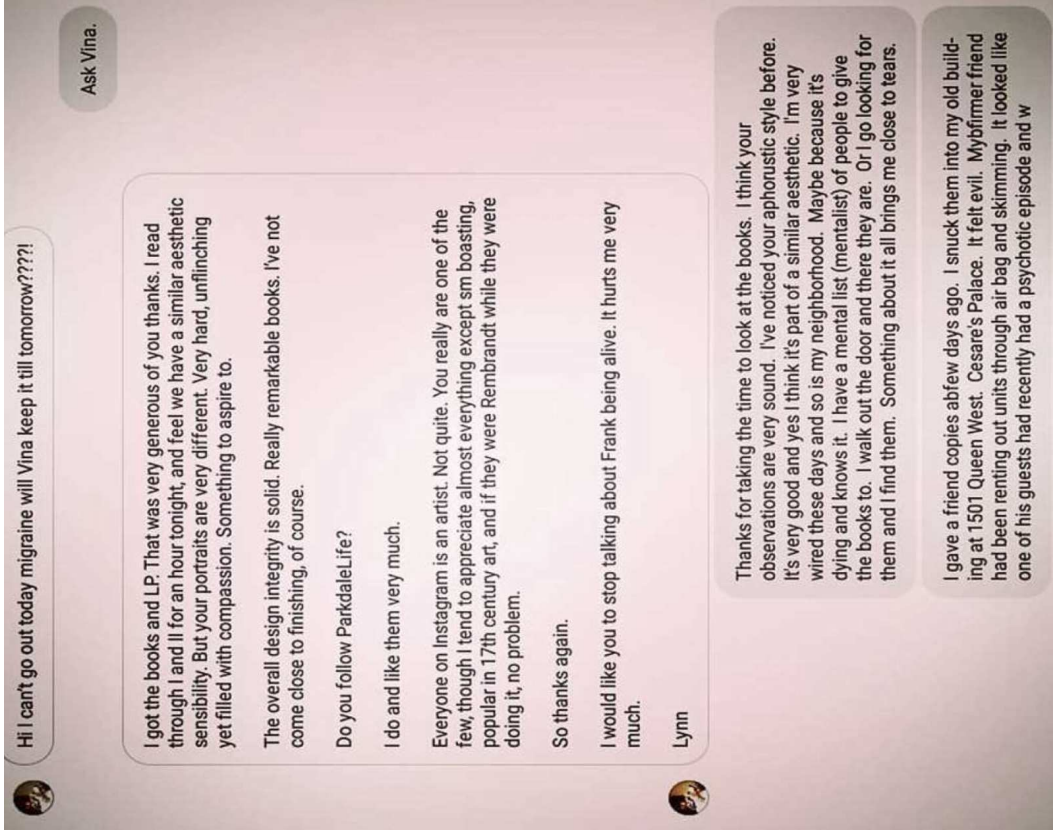 Hi I can't go out today migraine will Vina keep it till tomorrow????!
Ask Vina.
I got the books and LP. That was very generous of you thanks. I read
through I and II for an hour tonight, and feel we have a similar aesthetic
sensibility. But your portraits are very different. Very hard, unflinching
yet filled with compassion. Something to aspire to.
The overall design integrity is solid. Really remarkable books. I've not
come close to finishing, of course.
Do you follow ParkdaleLife?
I do and like them very much.
Everyone on Instagram is an artist. Not quite. You really are one of the
few, though I tend to appreciate almost everything except sm boasting,
popular in 17th century art, and if they were Rembrandt while they were
doing it, no problem.
So thanks again.
I would like you to stop talking about Frank being alive. It hurts me very
much.
Lynn
Thanks for taking the time to look at the books.  I think your
observations are very sound.  I've noticed your aphorustic style before.
It's very good and yes I think it's part of a similar aesthetic.  I'm very
wired these days and so is my neighborhood.  Maybe because it's
dying and knows it.  I have a mental list (mentalist) of people to give
the books to.  I walk out the door and there they are.  Or I go looking for
them and I find them.  Something about it all brings me close to tears.
I gave a friend copies abfew days ago.  I snuck them into my old build-
ing at 1501 Queen West.  Cesare's Palace.  It felt evil.  Mybfirmer friend
had been renting out units through air bag and skimming.  It looked like
one of his guests had recently had a psychotic episode and w